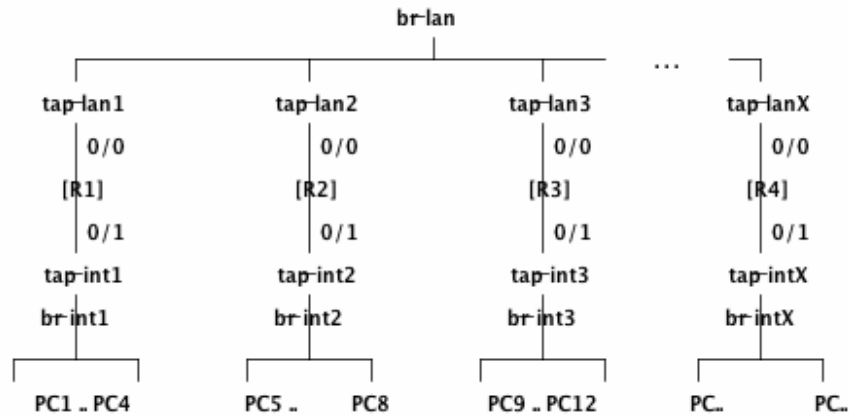 br-lan
...
tap-lan1 tap-lan2 tap-lan3 tap-lanX
0/0 0/0 0/0 0/0
[R1] [R2] [R3] [R4]
0/1 0/1 0/1 0/1
tap-int1 tap-int2 tap-int3 tap-intX
br-int1 br-int2 br-int3 br-intX
PC1 .. PC4 PC5 .. PC8 PC9 .. PC12 PC.. PC..